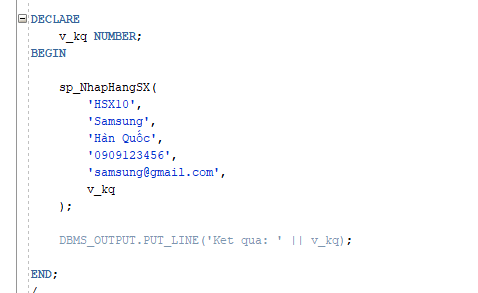 DECLARE
v_kq NUMBER;
BEGIN
sp_NhapHangSX(
'HSX10',
'Samsung',
'Hàn Quốc',
'0909123456',
'samsung@gmail.com',
v_kq
);
DBMS_OUTPUT.PUT_LINE('Ket qua: ' || v_kq);
END;
/